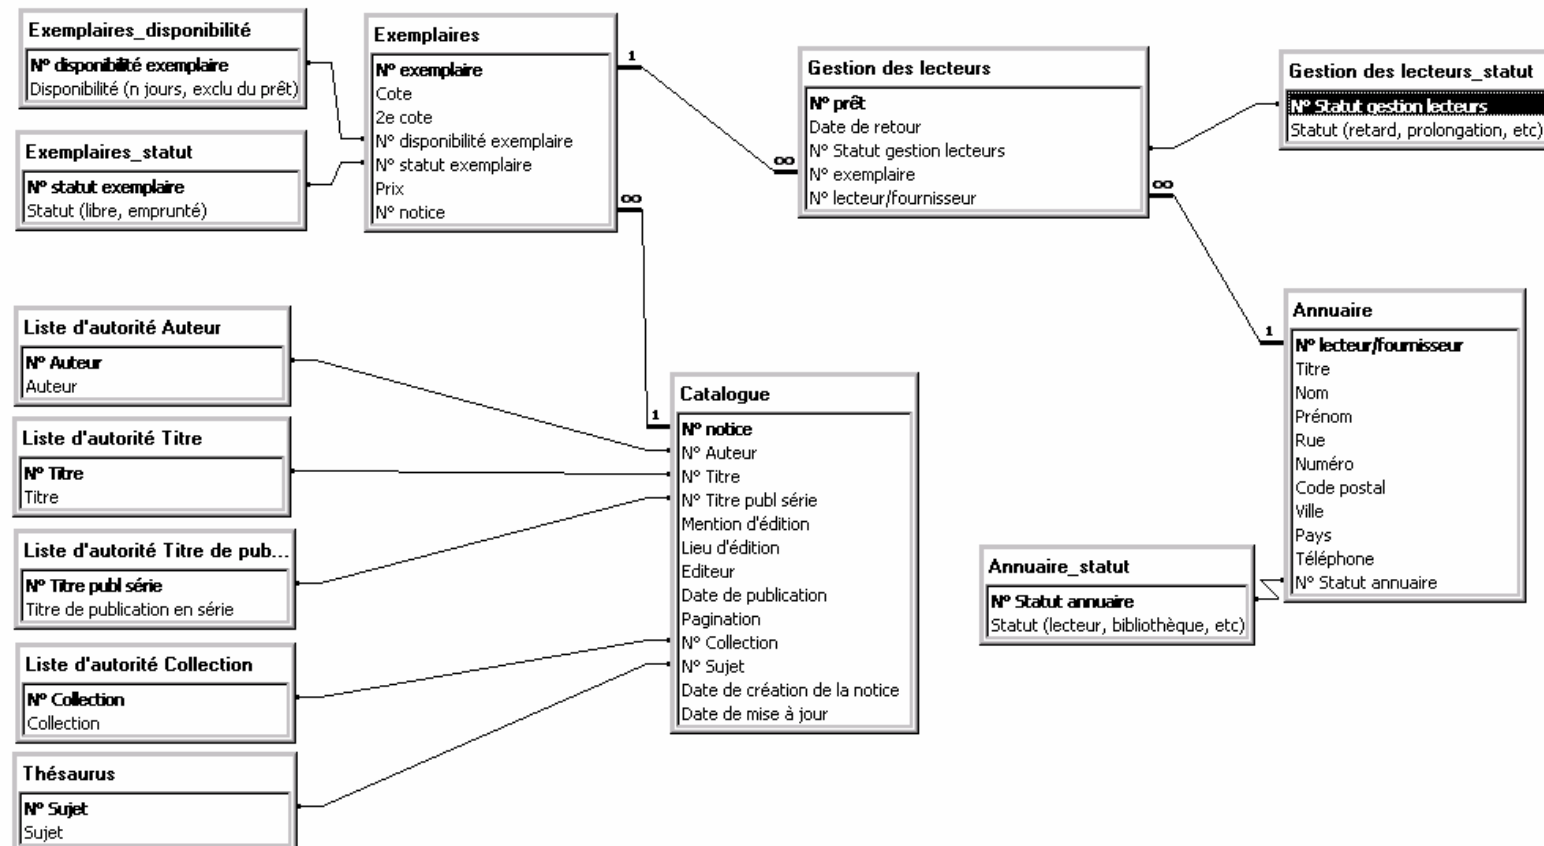 Exemplaires_disponibilité
N° disponibilité exemplaire
Disponibilité (n jours, exclu du prêt)
Exemplaires_statut
N° statut exemplaire
Statut (libre, emprunté)
Exemplaires
N° exemplaire
Cote
2e cote
N° disponibilité exemplaire
N° statut exemplaire
Prix
N° notice
1
∞
∞
1
Gestion des lecteurs
N° prêt
Date de retour
N° Statut gestion lecteurs
N° exemplaire
N° lecteur/fournisseur
∞
1
Gestion des lecteurs_statut
N° Statut gestion lecteurs
Statut (retard, prolongation, etc)
Annuaire
N° lecteur/fournisseur
Titre
Nom
Prénom
Rue
Numéro
Code postal
Ville
Pays
Téléphone
N° Statut annuaire
Annuaire_statut
N° Statut annuaire
Statut (lecteur, bibliothèque, etc)
Liste d'autorité Auteur
N° Auteur
Auteur
Liste d'autorité Titre
N° Titre
Titre
Liste d'autorité Titre de pub...
N° Titre publ série
Titre de publication en série
Liste d'autorité Collection
N° Collection
Collection
Thésaurus
N° Sujet
Sujet
Catalogue
N° notice
N° Auteur
N° Titre
N° Titre publ série
Mention d'édition
Lieu d'édition
Editeur
Date de publication
Pagination
N° Collection
N° Sujet
Date de création de la notice
Date de mise à jour